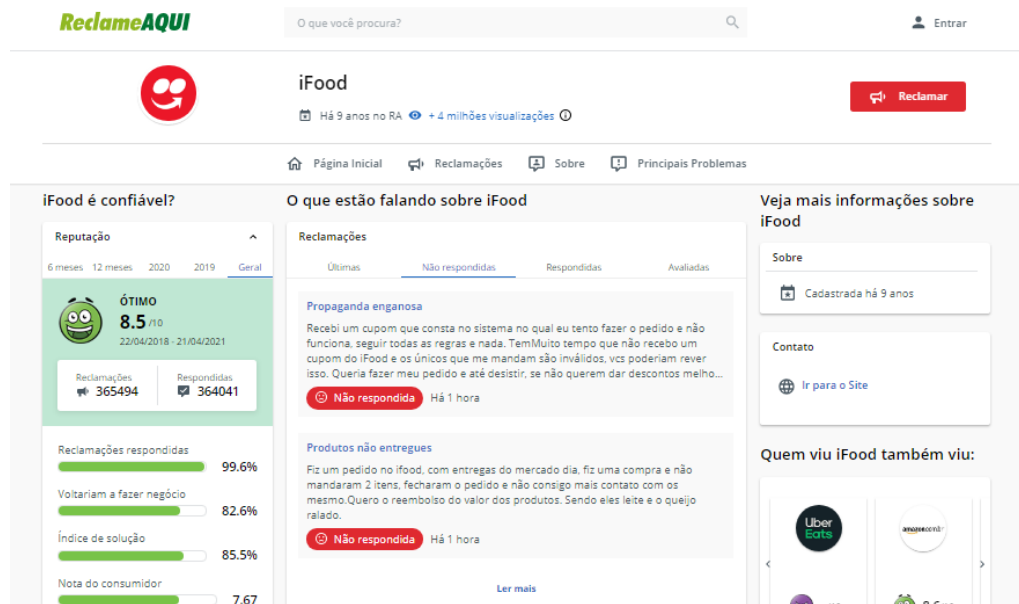 ReclameAQUI
O que você procura?
Entrar
iFood
Há 9 anos no RA + 4 milhões visualizações
Reclamar
Página Inicial Reclamações Sobre Principais Problemas
iFood é confiável?
Reputação
6 meses 12 meses 2020 2019 Geral
ÓTIMO
8.5 /10
22/04/2018 - 21/04/2021
Reclamações Respondidas
365494 364041
Reclamações respondidas
99.6%
Voltariam a fazer negócio
82.6%
Índice de solução
85.5%
Nota do consumidor
7.67
O que estão falando sobre iFood
Reclamações
Últimas Não respondidas Respondidas Avaliadas
Propaganda enganosa
Recebi um cupom que consta no sistema no qual eu tento fazer o pedido e não
funciona, seguir todas as regras e nada. TemMuito tempo que não recebo um
cupom do iFood e os únicos que me mandam são inválidos, vcs poderiam rever
isso. Queria fazer meu pedido e até desistir, se não querem dar descontos melho...
Não respondida Há 1 hora
Produtos não entregues
Fiz um pedido no ifood, com entregas do mercado dia, fiz uma compra e não
mandaram 2 itens, fecharam o pedido e não consigo mais contato com os
mesmo.Quero o reembolso do valor dos produtos. Sendo eles leite e o queijo
ralado.
Não respondida Há 1 hora
Ler mais
Veja mais informações sobre
iFood
Sobre
Cadastrada há 9 anos
Contato
Ir para o Site
Quem viu iFood também viu:
Uber
Eats
amazon.com.br